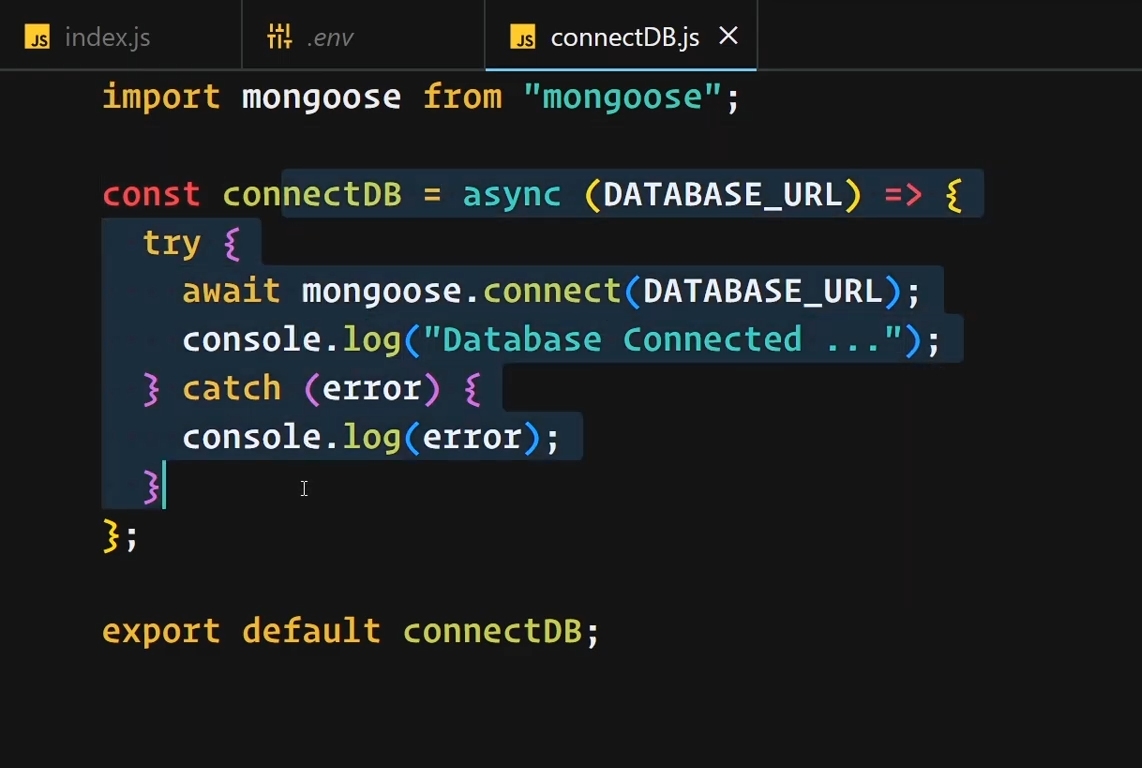 JS index.js
.env
JS connectDB.js
import mongoose from "mongoose";
const connectDB = async (DATABASE_URL) => {
try {
await mongoose.connect(DATABASE_URL);
console.log("Database Connected ...");
} catch (error) {
console.log(error);
}
};
export default connectDB;